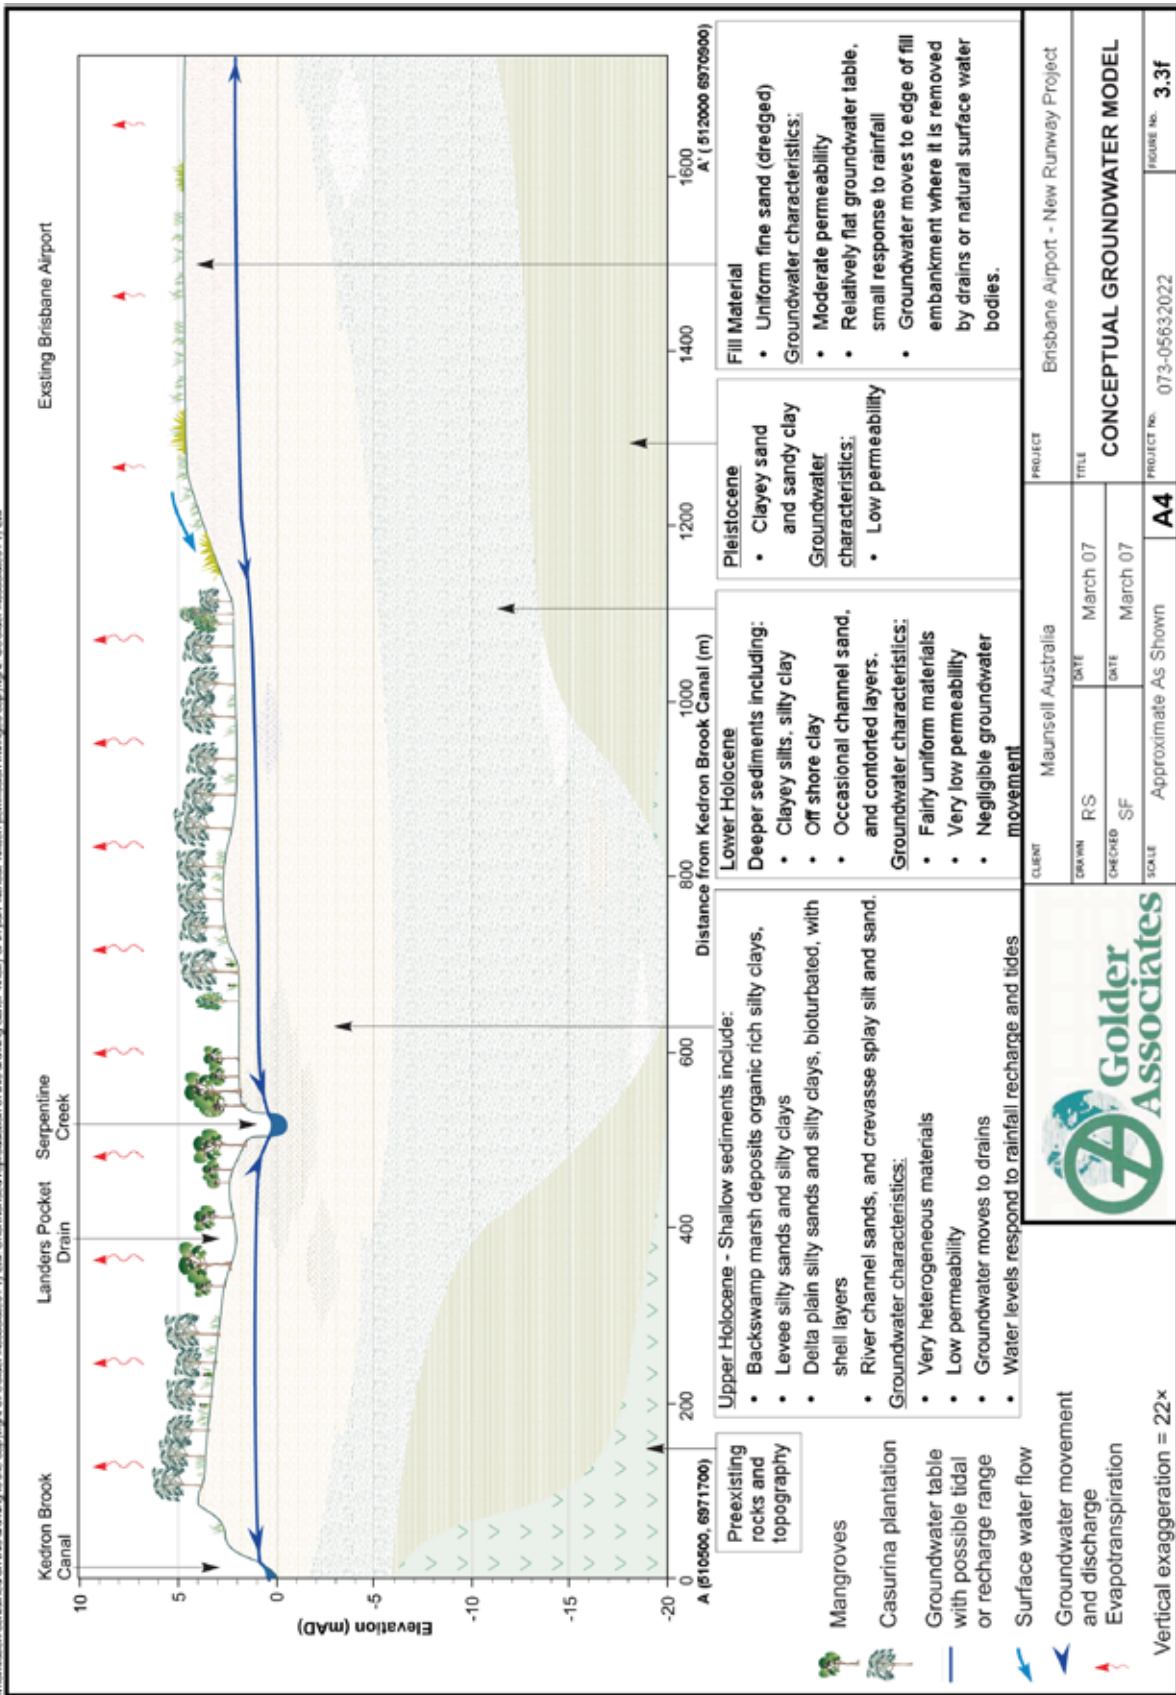 Kedron Brook
Canal
Landers Pocket
Drain
Serpentine
Creek
Exsting Brisbane Airport
10
5
0
-5
-10
-15
-20
Elevation (mAD)
0
200
400
600
800
1000
1200
1400
1600
A (510500, 6971700)
Distance from Kedron Brook Canal (m)
A' ( 512000 6970900)
Preexisting
rocks and
topography
Upper Holocene - Shallow sediments include:
• Backswamp marsh deposits organic rich silty clays,
• Levee silty sands and silty clays
• Delta plain silty sands and silty clays, bioturbated, with
shell layers
• River channel sands, and crevasse splay silt and sand.
Groundwater characteristics:
• Very heterogeneous materials
• Low permeability
• Groundwater moves to drains
• Water levels respond to rainfall recharge and tides
Lower Holocene
Deeper sediments including:
• Clayey silts, silty clay
• Off shore clay
• Occasional channel sand,
and contorted layers.
Groundwater characteristics:
• Fairly uniform materials
• Very low permeability
• Negligible groundwater
movement
Pleistocene
• Clayey sand
and sandy clay
Groundwater
characteristics:
• Low permeability
Fill Material
• Uniform fine sand (dredged)
Groundwater characteristics:
• Moderate permeability
• Relatively flat groundwater table,
small response to rainfall
• Groundwater moves to edge of fill
embankment where it is removed
by drains or natural surface water
bodies.
Mangroves
Casurina plantation
Groundwater table
with possible tidal
or recharge range
Surface water flow
Groundwater movement
and discharge
Evapotranspiration
Vertical exaggeration = 22×
Golder
Associates
CLIENT
Maunsell Australia
PROJECT
Brisbane Airport - New Runway Project
DRAWN
RS
DATE
March 07
TITLE
CONCEPTUAL GROUNDWATER MODEL
CHECKED
SF
DATE
March 07
SCALE
Approximate As Shown
A4
PROJECT No.
073-05632022
FIGURE No.
3.3f